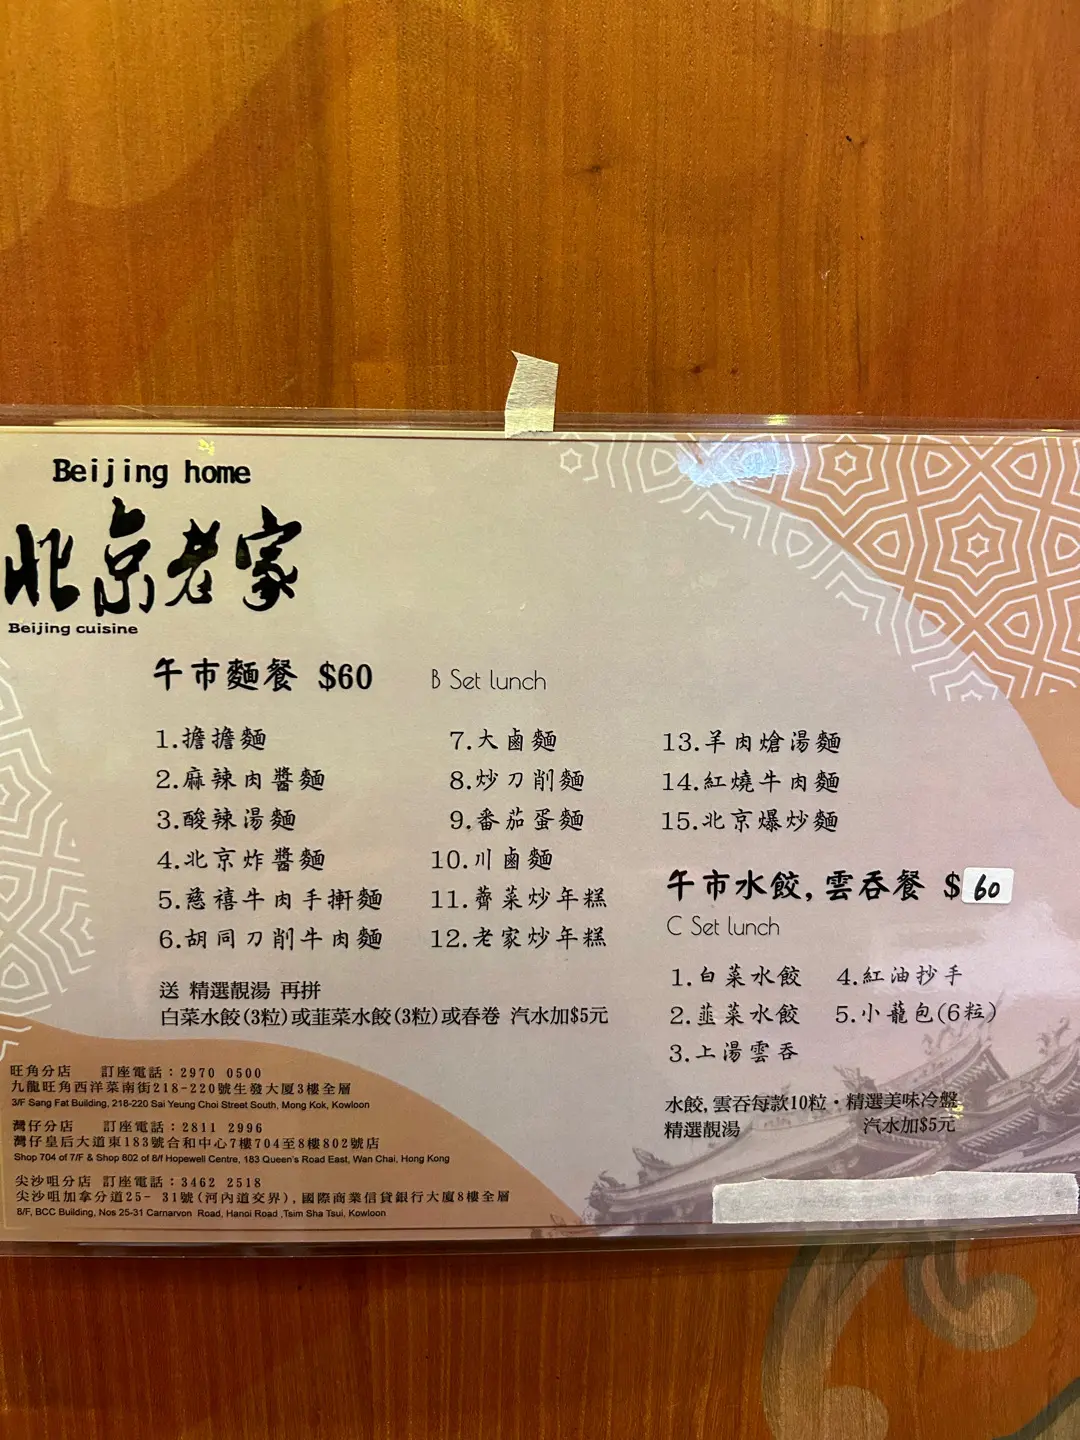 Beijing home
北京老家
Beijing cuisine
午市麵餐 $60 B Set lunch
1.擔擔麵
2.麻辣肉醬麵
3.酸辣湯麵
4.北京炸醬麵
5.慈禧牛肉手擀麵
6.胡同刀削牛肉麵
7.大鹵麵
8.炒刀削麵
9.番茄蛋麵
10.川鹵麵
11.薺菜炒年糕
12.老家炒年糕
13.羊肉熗湯麵
14.紅燒牛肉麵
15.北京爆炒麵
送 精選靚湯 再拼
白菜水餃(3粒)或韮菜水餃(3粒)或春卷 汽水加$5元
午市水餃,雲吞餐 $60
C Set lunch
1.白菜水餃
2.韮菜水餃
3.上湯雲吞
4.紅油抄手
5.小龍包(6粒)
水餃,雲吞每款10粒・精選美味冷盤
精選靚湯 汽水加$5元
旺角分店 訂座電話：2970 0500
九龍旺角西洋菜南街218-220號生發大厦3樓全層
3/F Sang Fat Building, 218-220 Sai Yeung Choi Street South, Mong Kok, Kowloon
灣仔分店 訂座電話：2811 2996
灣仔皇后大道東183號合和中心7樓704至8樓802號店
Shop 704 of 7/F & Shop 802 of 8/f Hopewell Centre, 183 Queen's Road East, Wan Chai, Hong Kong
尖沙咀分店 訂座電話：3462 2518
尖沙咀加拿分道25- 31號(河內道交界),國際商業信貸銀行大廈8樓全層
8/F, BCC Building, Nos 25-31 Carnarvon Road, Hanoi Road ,Tsim Sha Tsui, Kowloon